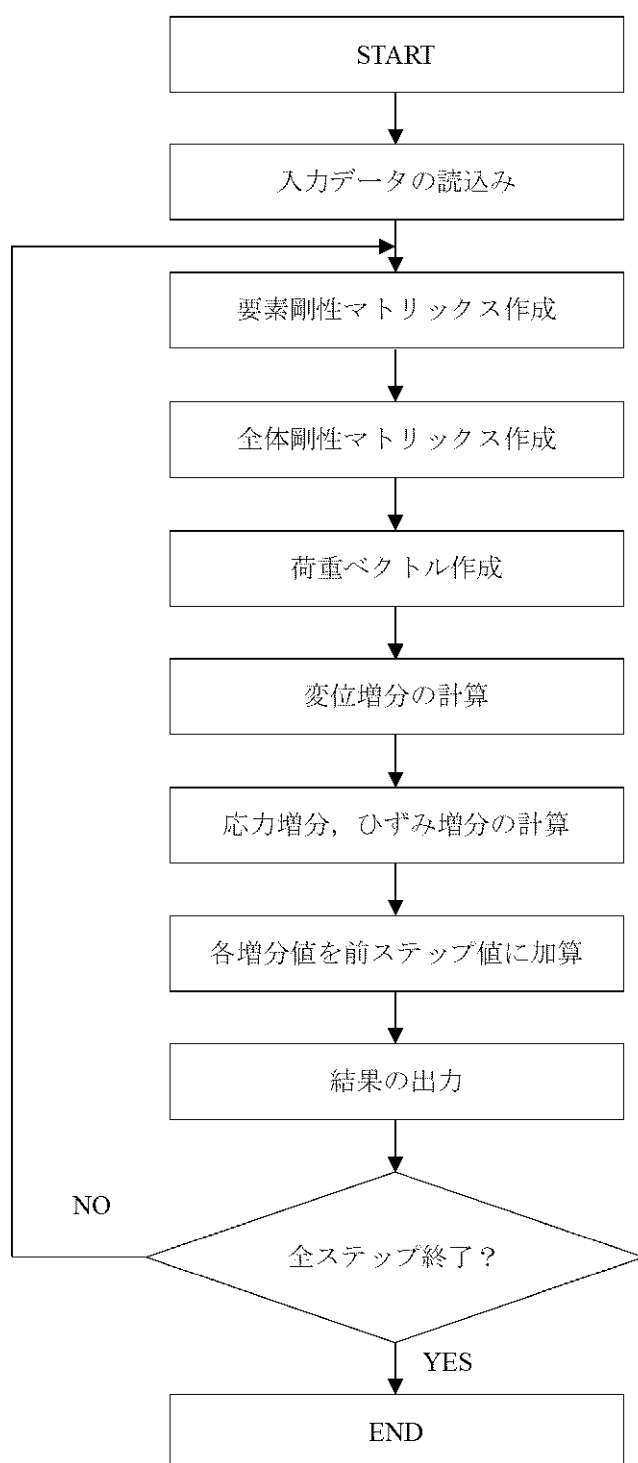 START
入力データの読込み
要素剛性マトリックス作成
全体剛性マトリックス作成
荷重ベクトル作成
変位増分の計算
応力増分，ひずみ増分の計算
各増分値を前ステップ値に加算
結果の出力
NO
全ステップ終了？
YES
END